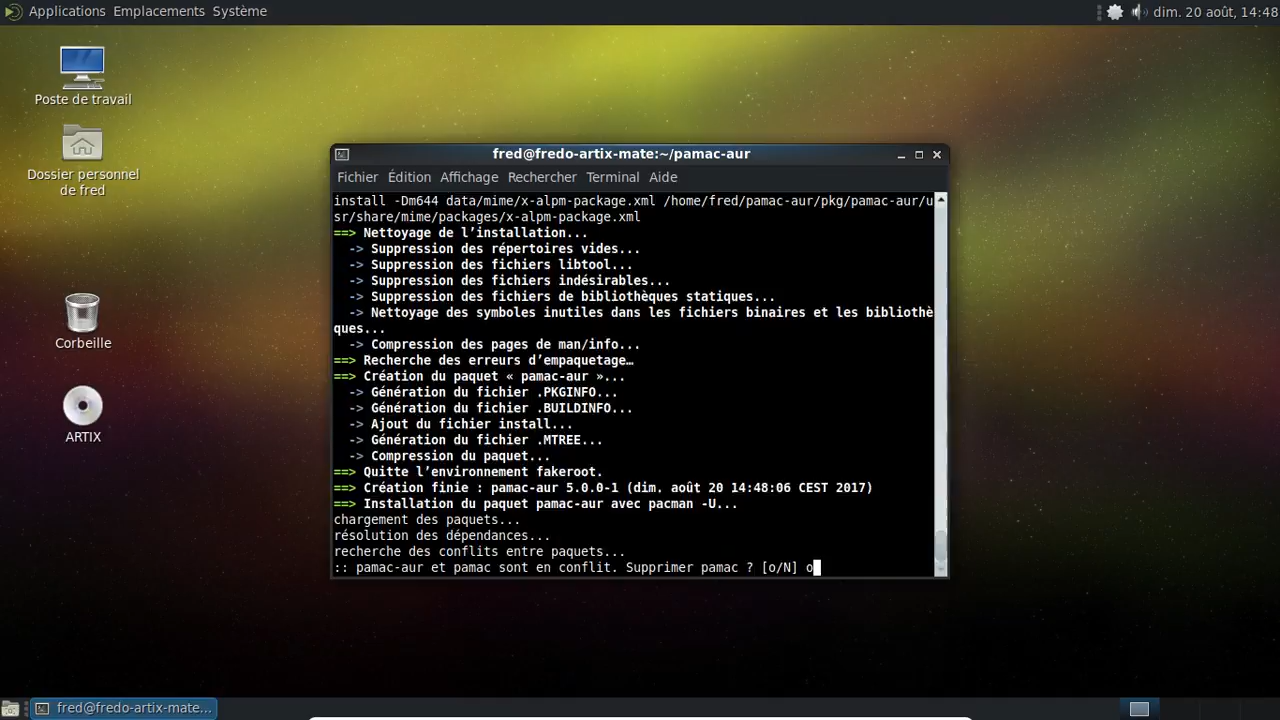 Applications Emplacements Système
dim. 20 août, 14:48
Poste de travail
Dossier personnel
de fred
Corbeille
ARTIX
fred@fredo-artix-mate:~/pamac-aur
Fichier Édition Affichage Rechercher Terminal Aide
install -Dm644 data/mime/x-alpm-package.xml /home/fred/pamac-aur/pkg/pamac-aur/u
sr/share/mime/packages/x-alpm-package.xml
==> Nettoyage de l’installation...
-> Suppression des répertoires vides...
-> Suppression des fichiers libtool...
-> Suppression des fichiers indésirables...
-> Suppression des fichiers de bibliothèques statiques...
-> Nettoyage des symboles inutiles dans les fichiers binaires et les bibliothè
ques...
-> Compression des pages de man/info...
==> Recherche des erreurs d’empaquetage…
==> Création du paquet « pamac-aur »...
-> Génération du fichier .PKGINFO...
-> Génération du fichier .BUILDINFO...
-> Ajout du fichier install...
-> Génération du fichier .MTREE...
-> Compression du paquet...
==> Quitte l’environnement fakeroot.
==> Création finie : pamac-aur 5.0.0-1 (dim. août 20 14:48:06 CEST 2017)
==> Installation du paquet pamac-aur avec pacman -U...
chargement des paquets...
résolution des dépendances...
recherche des conflits entre paquets...
:: pamac-aur et pamac sont en conflit. Supprimer pamac ? [o/N] o
fred@fredo-artix-mate...